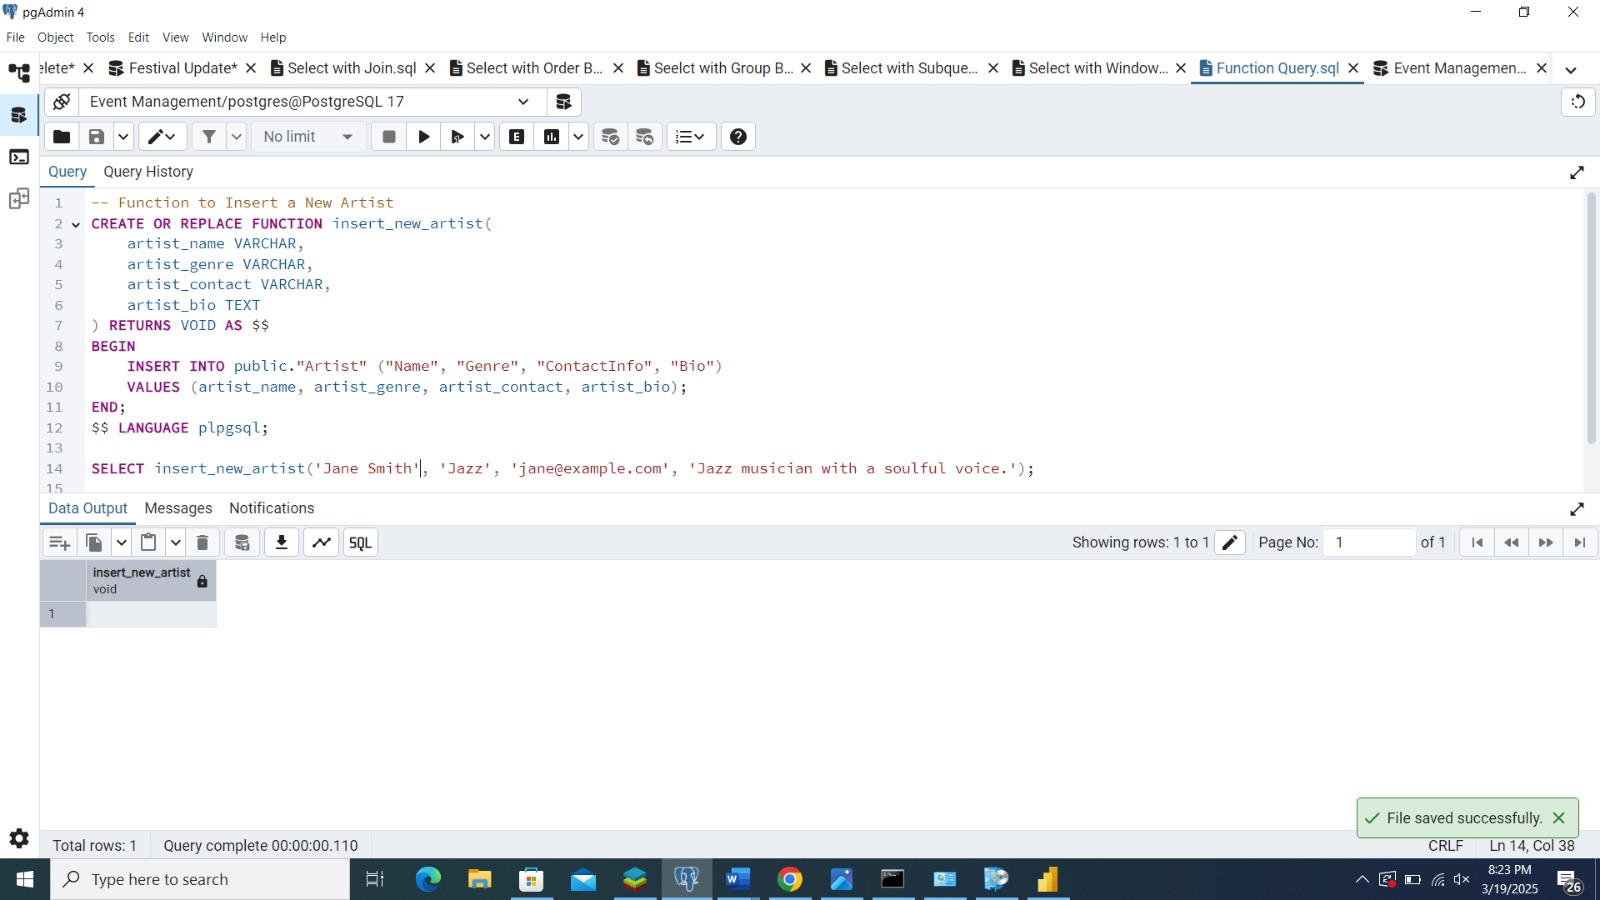 pgAdmin 4
File Object Tools Edit View Window Help
elete* Festival Update* Select with Join.sql Select with Order B... Seelct with Group B... Select with Subque... Select with Window... Function Query.sql Event Managemen...
Event Management/postgres@PostgreSQL 17
No limit E
Query Query History
1 -- Function to Insert a New Artist
2 CREATE OR REPLACE FUNCTION insert_new_artist(
3 artist_name VARCHAR,
4 artist_genre VARCHAR,
5 artist_contact VARCHAR,
6 artist_bio TEXT
7 ) RETURNS VOID AS $$
8 BEGIN
9 INSERT INTO public."Artist" ("Name", "Genre", "ContactInfo", "Bio")
10 VALUES (artist_name, artist_genre, artist_contact, artist_bio);
11 END;
12 $$ LANGUAGE plpgsql;
13
14 SELECT insert_new_artist('Jane Smith', 'Jazz', 'jane@example.com', 'Jazz musician with a soulful voice.');
15
Data Output Messages Notifications
SQL Showing rows: 1 to 1 Page No: 1 of 1
insert_new_artist
void
1
File saved successfully.
Total rows: 1 Query complete 00:00:00.110 CRLF Ln 14, Col 38
Type here to search
8:23 PM
3/19/2025
26